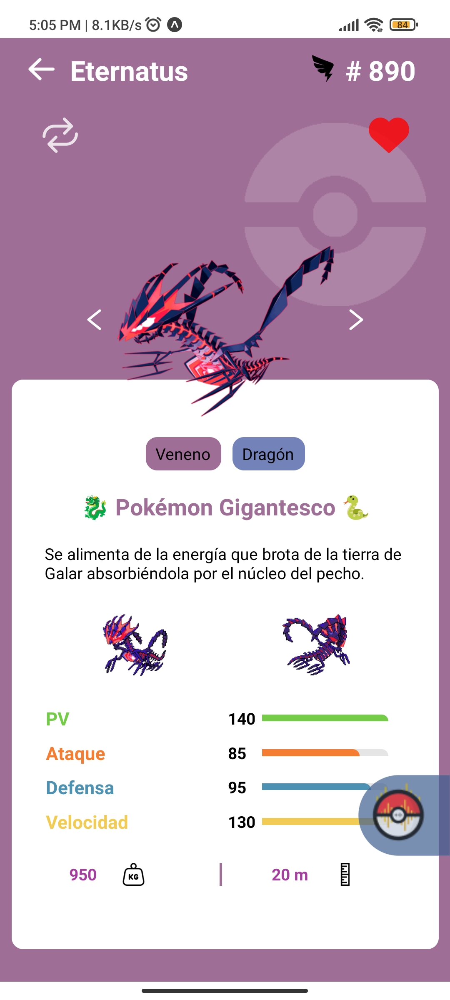 5:05 PM | 8.1KB/s
84
Eternatus
# 890
Veneno
Dragón
🐉 Pokémon Gigantesco 🐍
Se alimenta de la energía que brota de la tierra de
Galar absorbiéndola por el núcleo del pecho.
PV 140
Ataque 85
Defensa 95
Velocidad 130
950 KG | 20 m